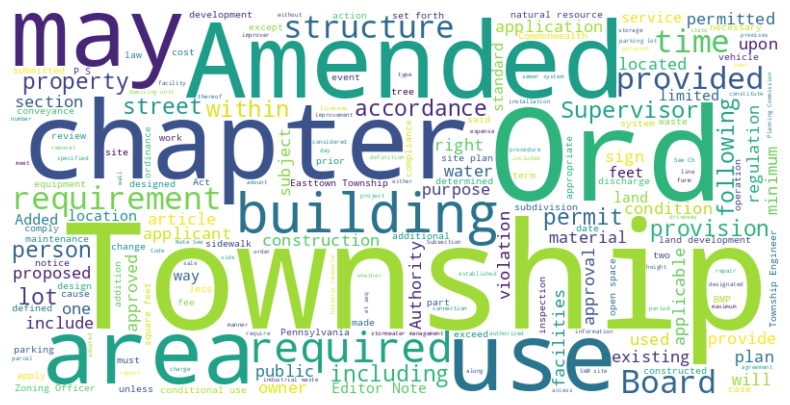 may
development
except
action
set forth
natural resource
without
Commonwealth
necessary
Amended
structure
application
service
permitted
time
upon
law
cost
improver
submitted
P S
property
event
type
tree
standard
located
vehicle
parking lot
storage
premises
facility
dwelling unit
thereof
section
street
within
accordance
provided
Supervisor
limited
sewer system
installation
constitute
Planning Commission
conveyance
number
chapter
Ord
review
removal
specified
work
ordinance
licensee
improvement
said
expense
compliance
system
waste
following
regulation
minimum
meet
site
prior
considered
day
subject
right
site plan
determined
procedure
included
appropriate
sign
feet
See Ch
line
operation
equipment
designed
Act
amount
definition
either
Easttown Township
water
purpose
term
discharge
land
requirement
building
project
subdivision
condition
driveway
Added
location
article
permit
provision
comply
maintenance
applicant
construction
additional
Subsection
date
material
land development
person
notice
change
Note See
Code
sidewalk
Authority
violation
two
height
repair
proposed
design
addition
approved
sale
side
way
order
Township
approval
applicable
designated
maximum
lot
cause
defined
one
less
fee
square feet
whether
established
part
connection
inspection
facilities
open space
BMP
period
Township Engineer
include
manner
require
Pennsylvania
made
stormwater management
exceed
authorized
information
used
provide
parking
parcel
must
area
required
use
existing
constructed
agreement
plan
apply
charge
public
industrial waste
including
along
SWM site
access
will
case
Zoning Officer
unless
conditional use
owner
Editor Note
Board